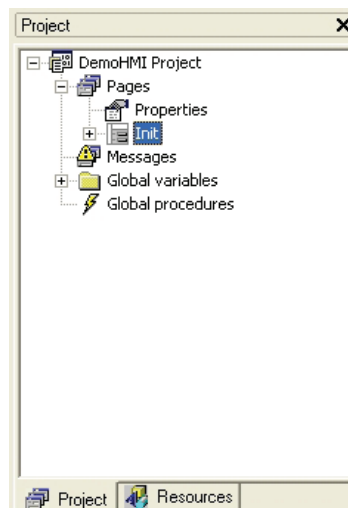 Project
DemoHMI Project
Pages
Properties
Init
Messages
Global variables
Global procedures
Project Resources